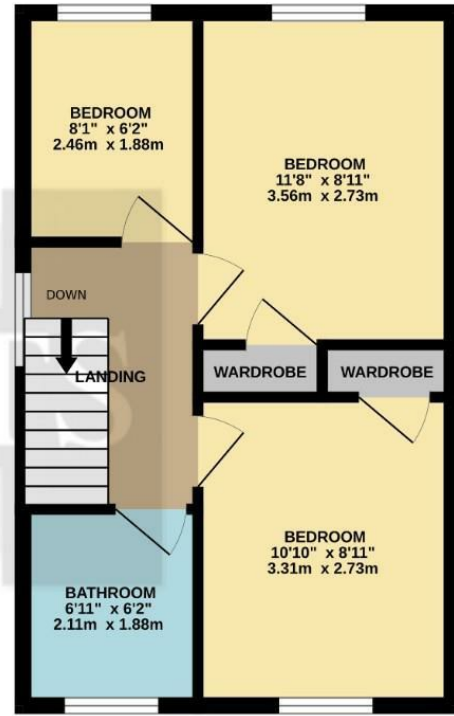 BEDROOM
8'1" x 6'2"
2.46m x 1.88m
BEDROOM
11'8" x 8'11"
3.56m x 2.73m
DOWN
LANDING
WARDROBE
WARDROBE
BEDROOM
10'10" x 8'11"
3.31m x 2.73m
BATHROOM
6'11" x 6'2"
2.11m x 1.88m